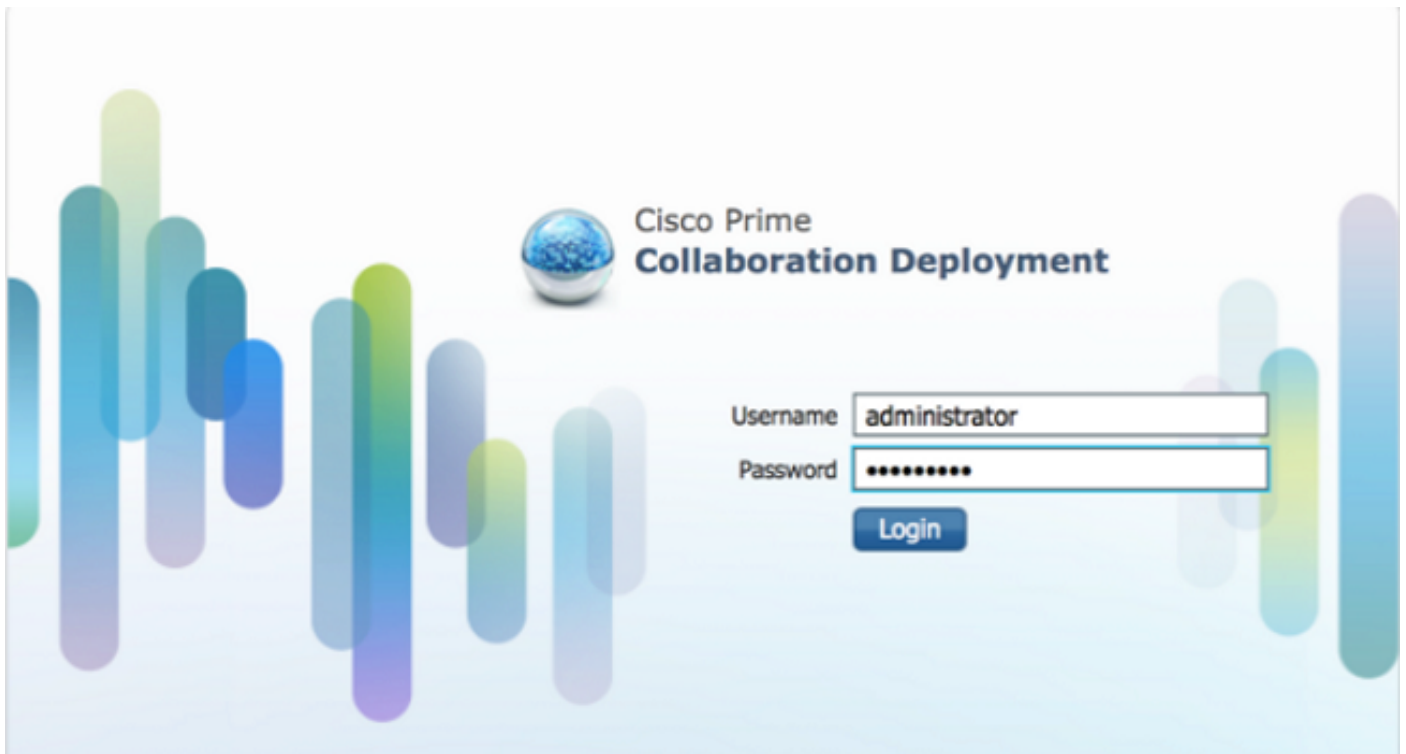 Cisco Prime
Collaboration Deployment
Username administrator
Password •••••••••
Login